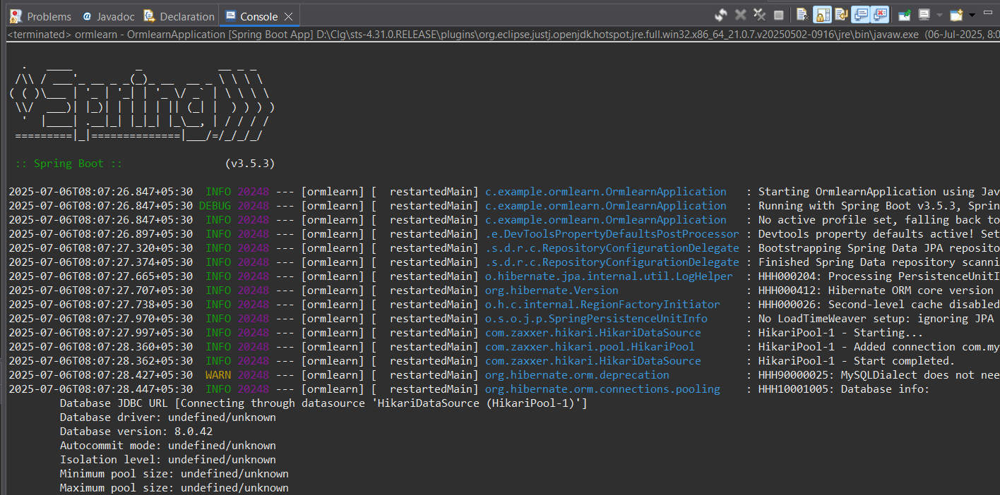 Problems @ Javadoc Declaration Console
<terminated> ormlearn - OrmlearnApplication [Spring Boot App] D:\Clg\sts-4.31.0.RELEASE\plugins\org.eclipse.justj.openjdk.hotspot.jre.full.win32.x86_64_21.0.7.v20250502-0916\jre\bin\javaw.exe (06-Jul-2025, 8:0
  .   ____          _            __ _ _
 /\\ / ___'_ __ _ _(_)_ __  __ _ \ \ \ \
( ( )\___ | '_ | '_| | '_ \/ _` | \ \ \ \
 \\/  ___)| |_)| | | | | || (_| |  ) ) ) )
  '  |____| .__|_| |_|_| |_\__, | / / / /
 =========|_|==============|___/=/_/_/_/
 :: Spring Boot ::                (v3.5.3)
2025-07-06T08:07:26.847+05:30  INFO 20248 --- [ormlearn] [  restartedMain] c.example.ormlearn.OrmlearnApplication   : Starting OrmlearnApplication using Jav
2025-07-06T08:07:26.847+05:30 DEBUG 20248 --- [ormlearn] [  restartedMain] c.example.ormlearn.OrmlearnApplication   : Running with Spring Boot v3.5.3, Sprin
2025-07-06T08:07:26.847+05:30  INFO 20248 --- [ormlearn] [  restartedMain] c.example.ormlearn.OrmlearnApplication   : No active profile set, falling back to
2025-07-06T08:07:26.897+05:30  INFO 20248 --- [ormlearn] [  restartedMain] .e.DevToolsPropertyDefaultsPostProcessor : Devtools property defaults active! Set
2025-07-06T08:07:27.320+05:30  INFO 20248 --- [ormlearn] [  restartedMain] .s.d.r.c.RepositoryConfigurationDelegate : Bootstrapping Spring Data JPA reposito
2025-07-06T08:07:27.374+05:30  INFO 20248 --- [ormlearn] [  restartedMain] .s.d.r.c.RepositoryConfigurationDelegate : Finished Spring Data repository scanni
2025-07-06T08:07:27.665+05:30  INFO 20248 --- [ormlearn] [  restartedMain] o.hibernate.jpa.internal.util.LogHelper  : HHH000204: Processing PersistenceUnitI
2025-07-06T08:07:27.707+05:30  INFO 20248 --- [ormlearn] [  restartedMain] org.hibernate.Version                    : HHH000412: Hibernate ORM core version
2025-07-06T08:07:27.738+05:30  INFO 20248 --- [ormlearn] [  restartedMain] o.h.c.internal.RegionFactoryInitiator    : HHH000026: Second-level cache disabled
2025-07-06T08:07:27.970+05:30  INFO 20248 --- [ormlearn] [  restartedMain] o.s.o.j.p.SpringPersistenceUnitInfo      : No LoadTimeWeaver setup: ignoring JPA
2025-07-06T08:07:27.997+05:30  INFO 20248 --- [ormlearn] [  restartedMain] com.zaxxer.hikari.HikariDataSource       : HikariPool-1 - Starting...
2025-07-06T08:07:28.360+05:30  INFO 20248 --- [ormlearn] [  restartedMain] com.zaxxer.hikari.pool.HikariPool        : HikariPool-1 - Added connection com.my
2025-07-06T08:07:28.362+05:30  INFO 20248 --- [ormlearn] [  restartedMain] com.zaxxer.hikari.HikariDataSource       : HikariPool-1 - Start completed.
2025-07-06T08:07:28.427+05:30  WARN 20248 --- [ormlearn] [  restartedMain] org.hibernate.orm.deprecation            : HHH90000025: MySQLDialect does not nee
2025-07-06T08:07:28.447+05:30  INFO 20248 --- [ormlearn] [  restartedMain] org.hibernate.orm.connections.pooling    : HHH10001005: Database info:
Database JDBC URL [Connecting through datasource 'HikariDataSource (HikariPool-1)']
Database driver: undefined/unknown
Database version: 8.0.42
Autocommit mode: undefined/unknown
Isolation level: undefined/unknown
Minimum pool size: undefined/unknown
Maximum pool size: undefined/unknown